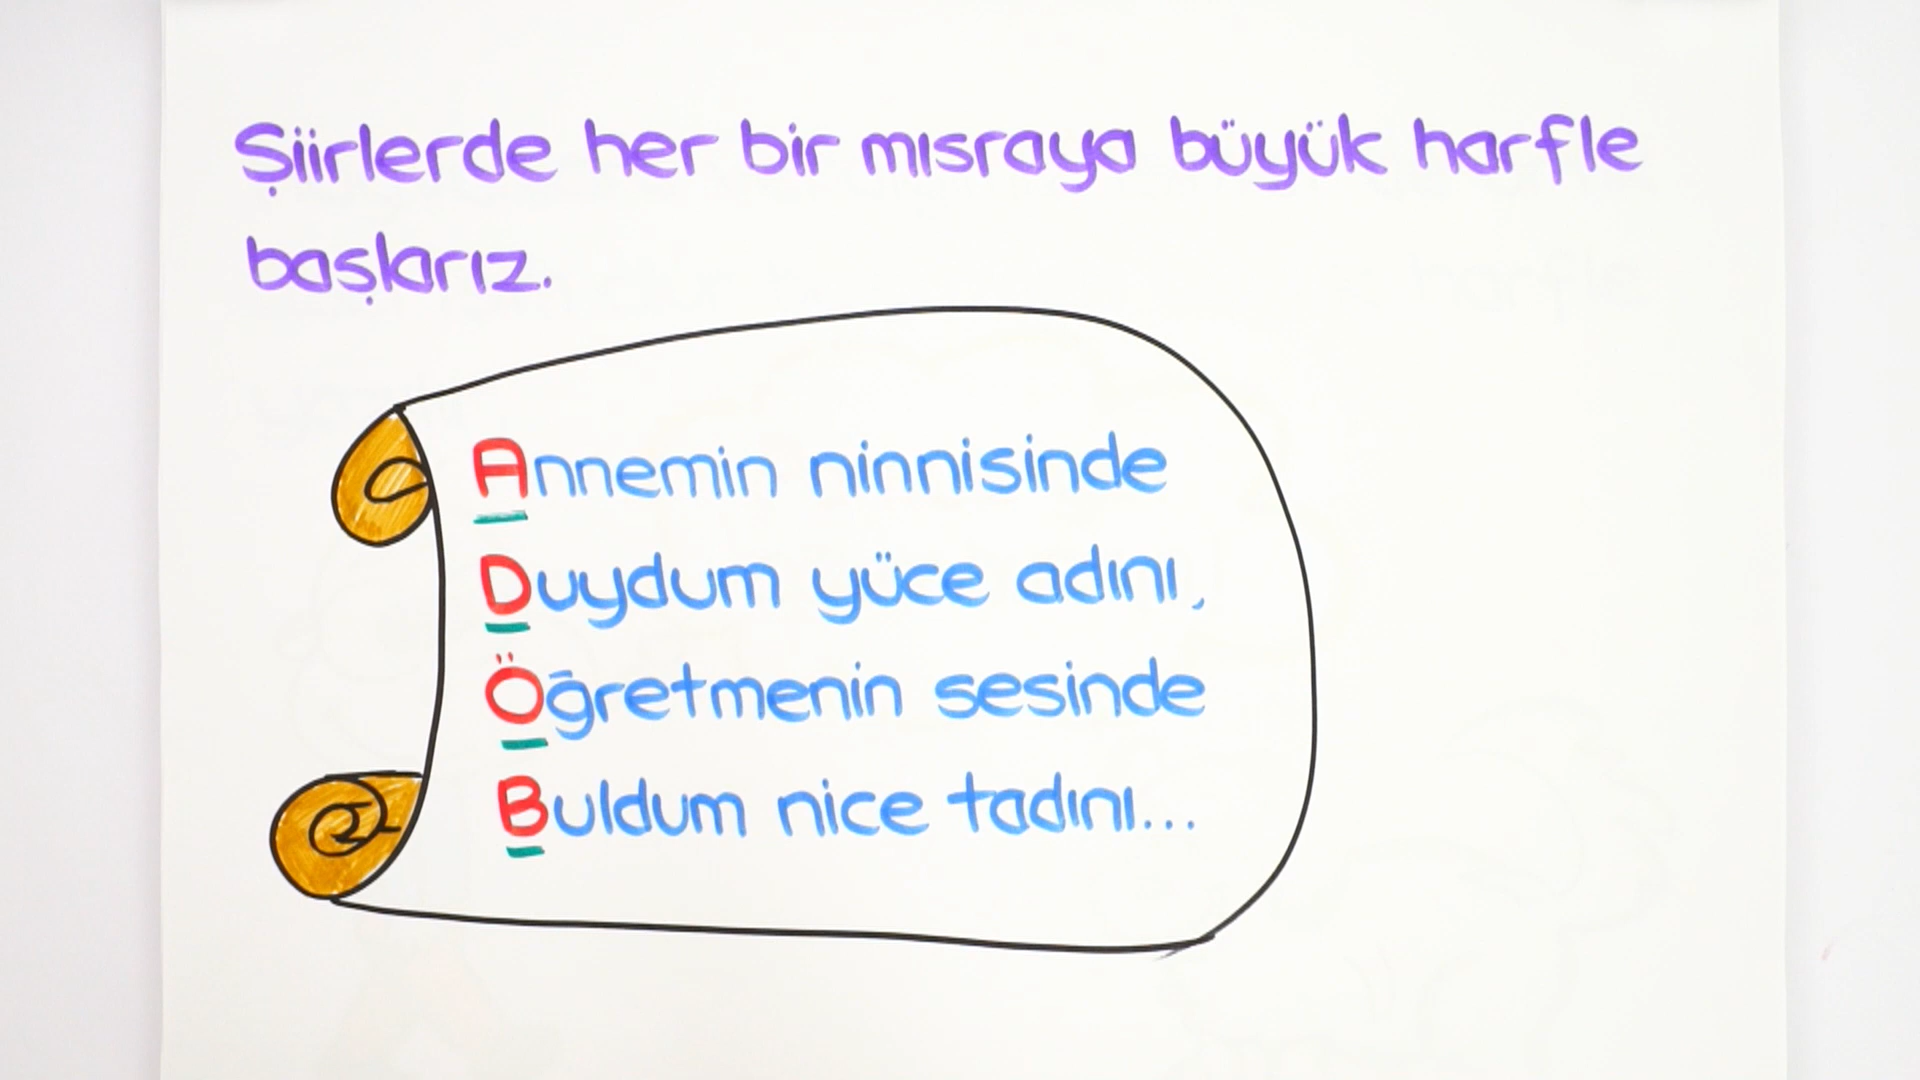 Şiirlerde her bir mısraya büyük harfle
başlarız.
Annemin ninnisinde
Duydum yüce adını,
Öğretmenin sesinde
Buldum nice tadını...